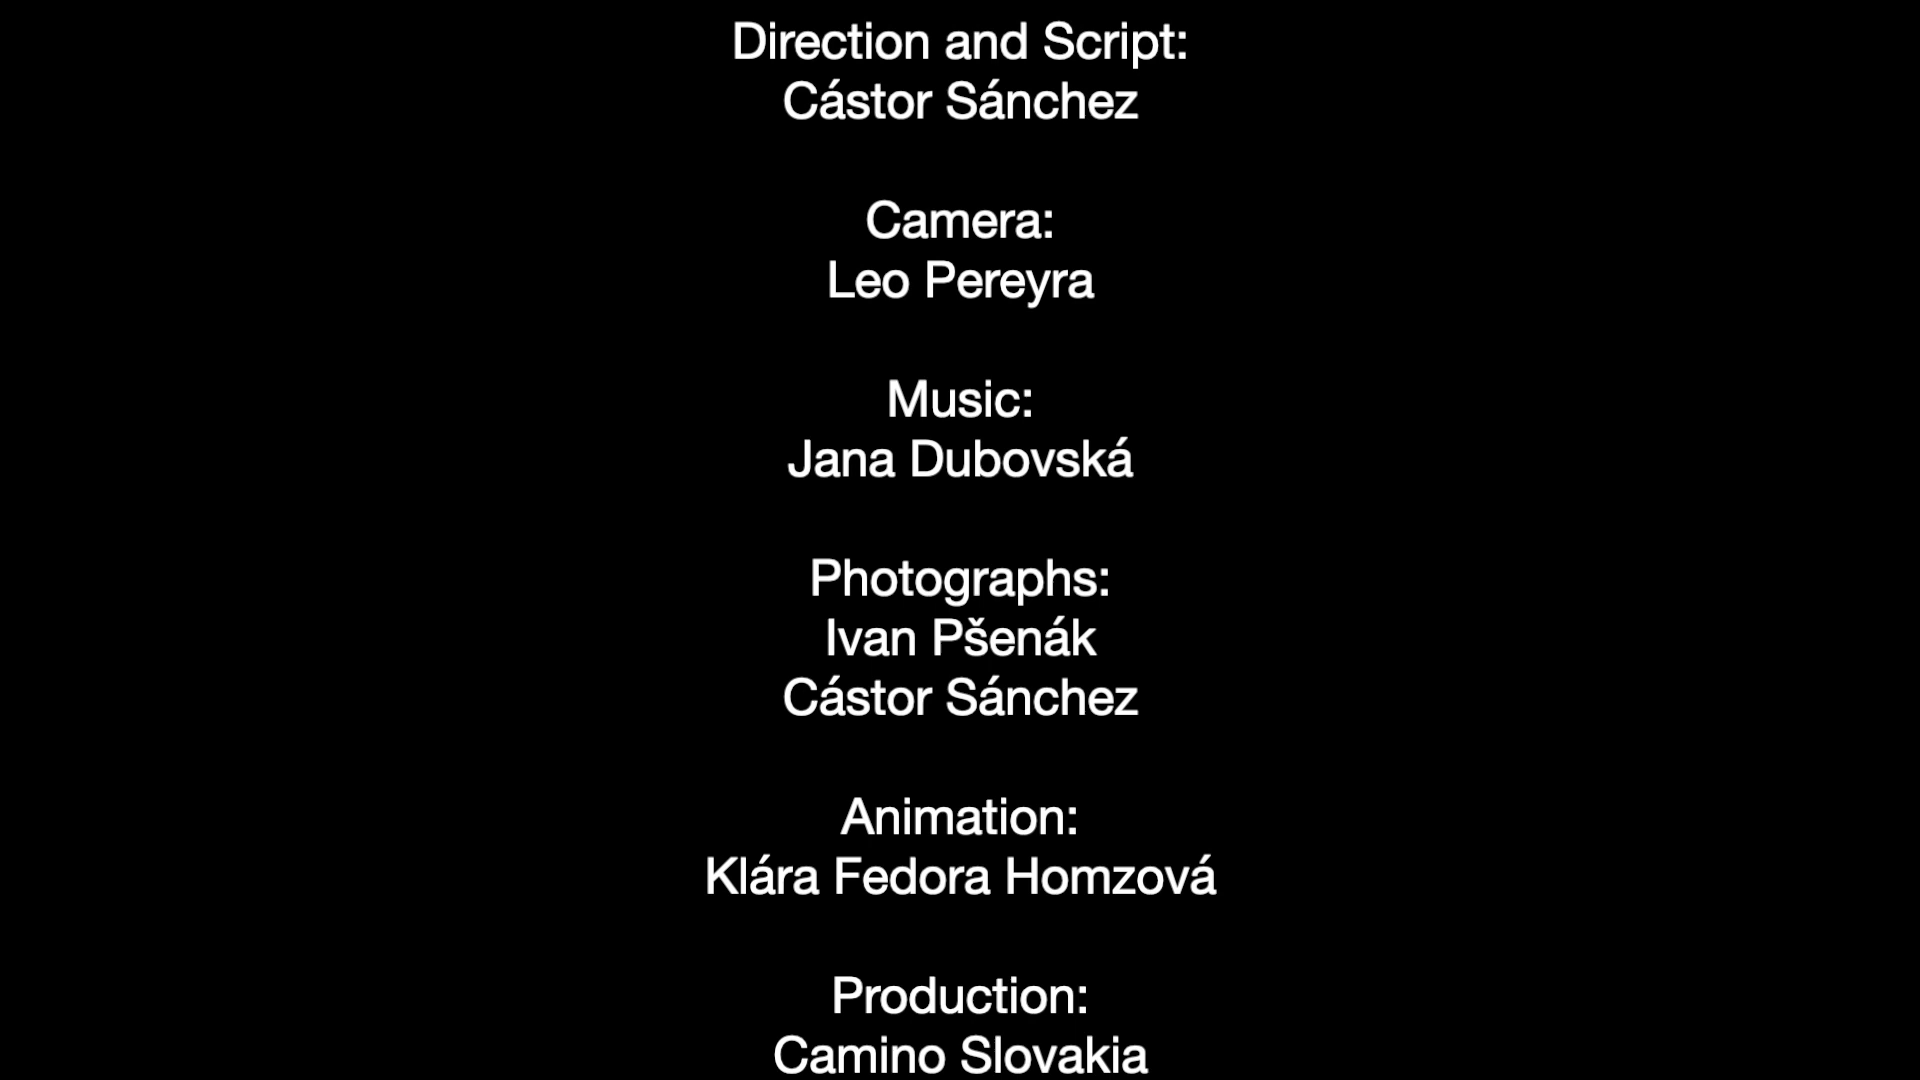 Direction and Script:
Cástor Sánchez
Camera:
Leo Pereyra
Music:
Jana Dubovská
Photographs:
Ivan Pšenák
Cástor Sánchez
Animation:
Klára Fedora Homzová
Production:
Camino Slovakia